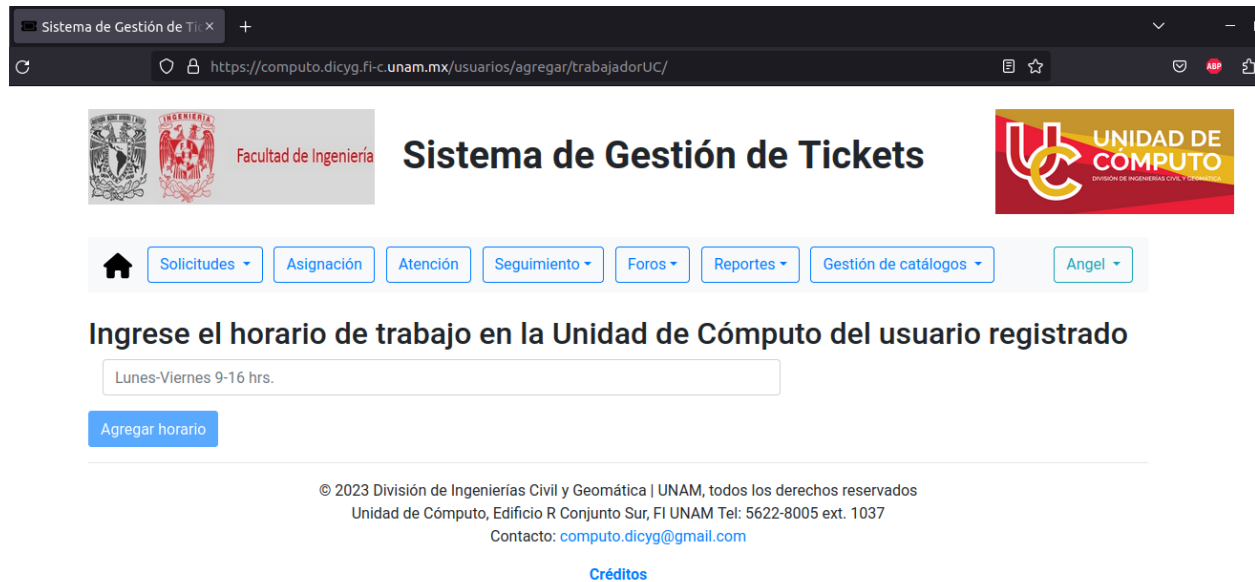 Sistema de Gestión de Tic
https://computo.dicyg.fi-c.unam.mx/usuarios/agregar/trabajadorUC/
ABP
INGENIERIA
Facultad de Ingeniería
Sistema de Gestión de Tickets
UC
UNIDAD DE
CÓMPUTO
DIVISIÓN DE INGENIERÍAS CIVIL Y GEOMÁTICA
Solicitudes
Asignación
Atención
Seguimiento
Foros
Reportes
Gestión de catálogos
Angel
Ingrese el horario de trabajo en la Unidad de Cómputo del usuario registrado
Lunes-Viernes 9-16 hrs.
Agregar horario
© 2023 División de Ingenierías Civil y Geomática | UNAM, todos los derechos reservados
Unidad de Cómputo, Edificio R Conjunto Sur, FI UNAM Tel: 5622-8005 ext. 1037
Contacto: computo.dicyg@gmail.com
Créditos